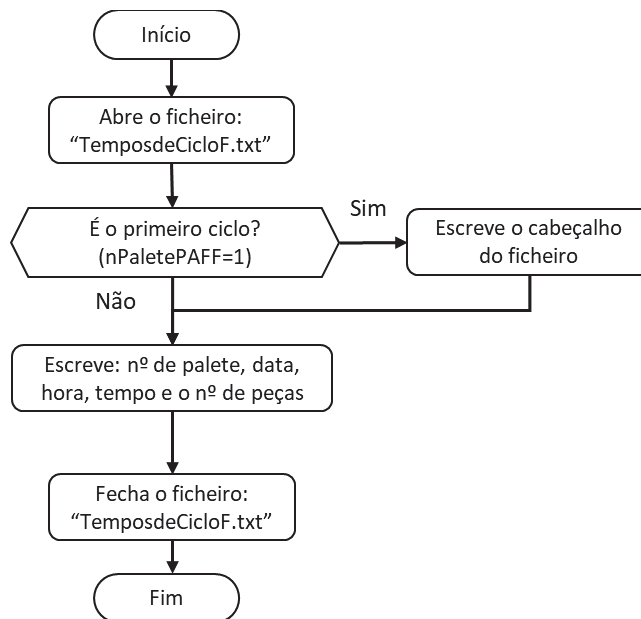 Início
Abre o ficheiro:
“TemposdeCicloF.txt”
É o primeiro ciclo?
(nPaletePAFF=1)
Sim
Escreve o cabeçalho
do ficheiro
Não
Escreve: nº de palete, data,
hora, tempo e o nº de peças
Fecha o ficheiro:
“TemposdeCicloF.txt”
Fim